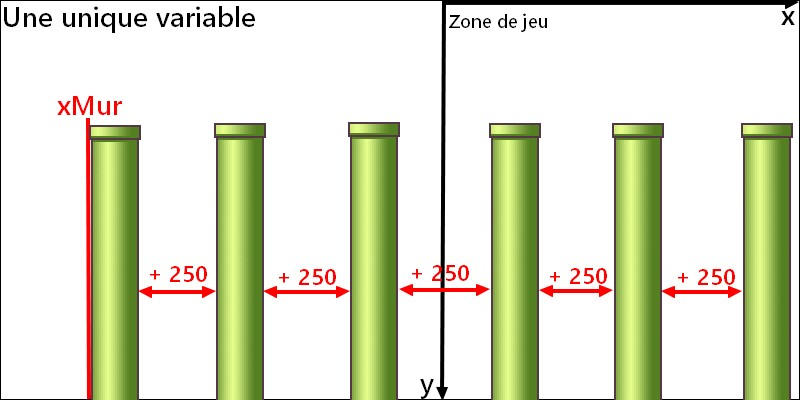 Une unique variable
Zone de jeu
x
xMur
+ 250
+ 250
+ 250
+ 250
+ 250
y